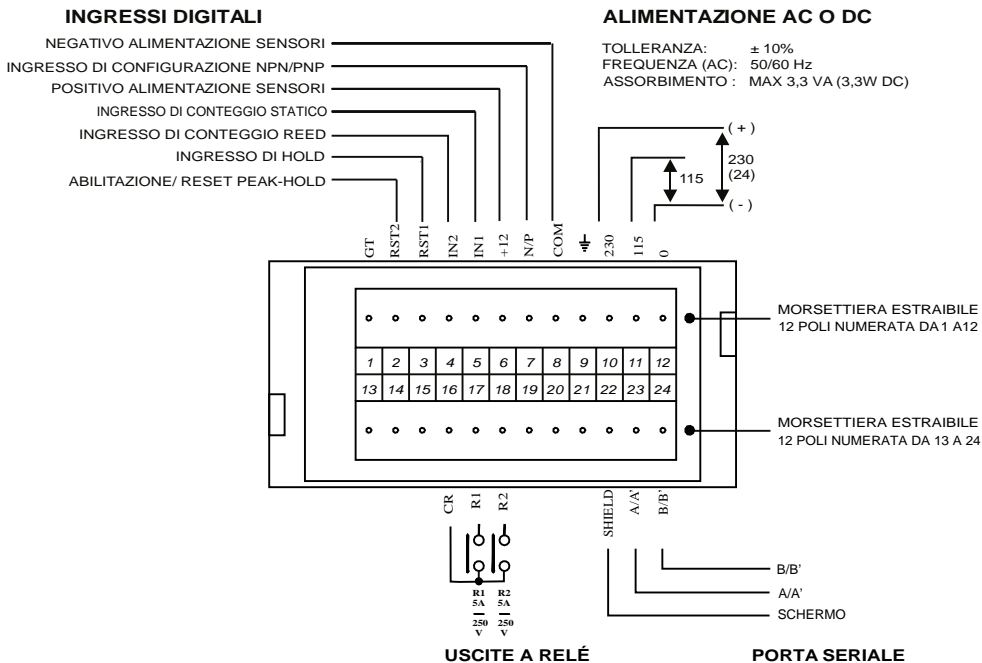 INGRESSI DIGITALI
NEGATIVO ALIMENTAZIONE SENSORI
INGRESSO DI CONFIGURAZIONE NPN/PNP
POSITIVO ALIMENTAZIONE SENSORI
INGRESSO DI CONTEGGIO STATICO
INGRESSO DI CONTEGGIO REED
INGRESSO DI HOLD
ABILITAZIONE/ RESET PEAK-HOLD
ALIMENTAZIONE AC O DC
TOLLERANZA: ± 10%
FREQUENZA (AC): 50/60 Hz
ASSORBIMENTO : MAX 3,3 VA (3,3W DC)
( + )
230
(24)
115
( - )
GT RST2 RST1 IN2 IN1 +12 N/P COM 230 115 0
MORSETTIERA ESTRAIBILE
12 POLI NUMERATA DA 1 A12
1 2 3 4 5 6 7 8 9 10 11 12
13 14 15 16 17 18 19 20 21 22 23 24
MORSETTIERA ESTRAIBILE
12 POLI NUMERATA DA 13 A 24
CR R1 R2 SHIELD A/A' B/B'
B/B'
A/A'
SCHERMO
R1 R2
5A 5A
250 250
V V
USCITE A RELÉ
PORTA SERIALE